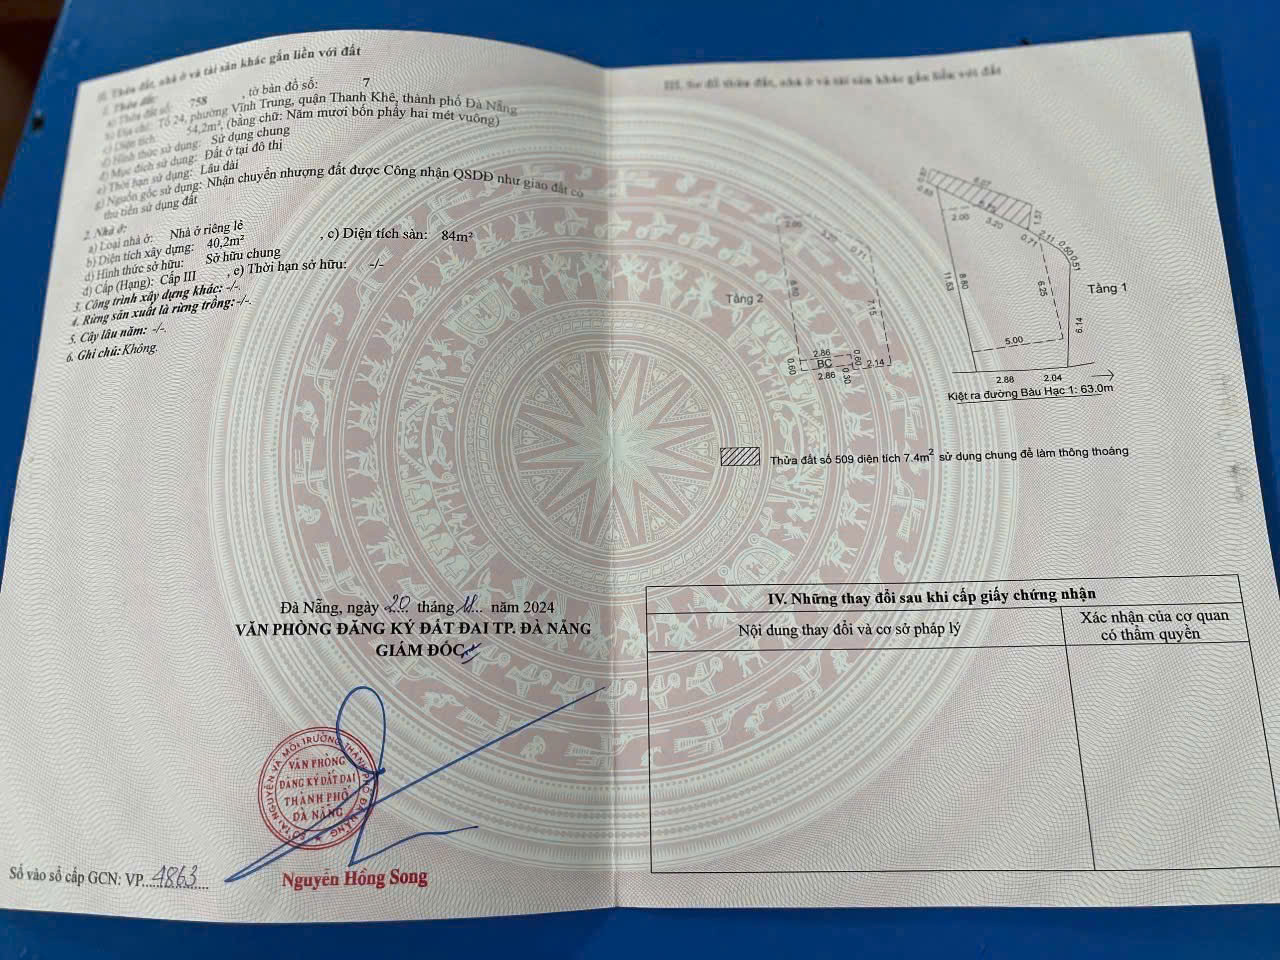 II. Thửa đất, nhà ở và tài sản khác gắn liền với đất
1. Thửa đất:
a) Thửa đất số: 758 , tờ bản đồ số: 7
b) Địa chỉ: Tổ 24, phường Vĩnh Trung, quận Thanh Khê, thành phố Đà Nẵng
c) Diện tích: 54,2m², (bằng chữ: Năm mươi bốn phẩy hai mét vuông)
d) Hình thức sử dụng: Sử dụng chung
đ) Mục đích sử dụng: Đất ở tại đô thị
e) Thời hạn sử dụng: Lâu dài
g) Nguồn gốc sử dụng: Nhận chuyển nhượng đất được Công nhận QSDĐ như giao đất có
thu tiền sử dụng đất
2. Nhà ở:
a) Loại nhà ở: Nhà ở riêng lẻ
b) Diện tích xây dựng: 40,2m² , c) Diện tích sàn: 84m²
d) Hình thức sở hữu: Sở hữu chung
đ) Cấp (Hạng): Cấp III , e) Thời hạn sở hữu: -/-
3. Công trình xây dựng khác: -/-.
4. Rừng sản xuất là rừng trồng: -/-.
5. Cây lâu năm: -/-.
6. Ghi chú: Không.
Đà Nẵng, ngày 20 tháng 11 năm 2024
VĂN PHÒNG ĐĂNG KÝ ĐẤT ĐAI TP. ĐÀ NẴNG
GIÁM ĐỐC
SỞ TÀI NGUYÊN VÀ MÔI TRƯỜNG THÀNH PHỐ ĐÀ NẴNG
VĂN PHÒNG
ĐĂNG KÝ ĐẤT ĐAI
THÀNH PHỐ
ĐÀ NẴNG
Nguyễn Hồng Song
Số vào sổ cấp GCN: VP 4863
III. Sơ đồ thửa đất, nhà ở và tài sản khác gắn liền với đất
Tầng 2
2.00
3.20
0.71
8.80
7.15
2.86
0.60
BC
0.60
2.14
2.86
0.30
6.07
0.88
2.00
3.20
0.71
2.11
0.50
0.51
11.53
8.80
6.25
Tầng 1
6.14
5.00
2.88
2.04
Kiệt ra đường Bàu Hạc 1: 63.0m
Thửa đất số 509 diện tích 7.4m² sử dụng chung để làm thông thoáng
IV. Những thay đổi sau khi cấp giấy chứng nhận
Nội dung thay đổi và cơ sở pháp lý
Xác nhận của cơ quan
có thẩm quyền